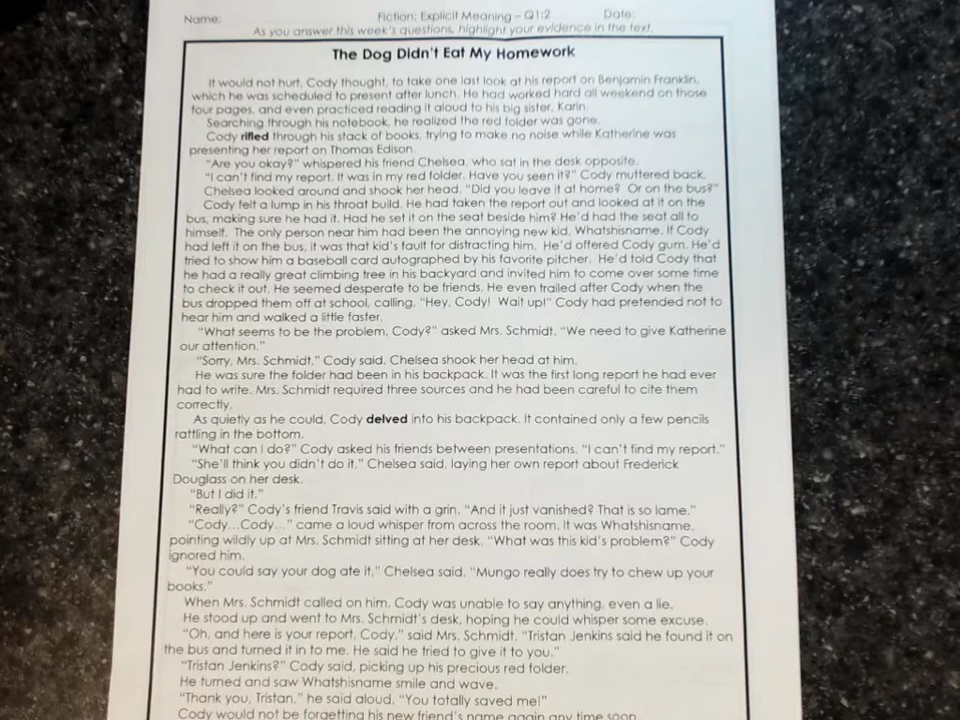 Name: Fiction: Explicit Meaning – Q1:2 Date:
As you answer this week's questions, highlight your evidence in the text.
The Dog Didn't Eat My Homework
It would not hurt, Cody thought, to take one last look at his report on Benjamin Franklin,
which he was scheduled to present after lunch. He had worked hard all weekend on those
four pages, and even practiced reading it aloud to his big sister, Karin.
Searching through his notebook, he realized the red folder was gone.
Cody rifled through his stack of books, trying to make no noise while Katherine was
presenting her report on Thomas Edison.
"Are you okay?" whispered his friend Chelsea, who sat in the desk opposite.
"I can't find my report. It was in my red folder. Have you seen it?" Cody muttered back.
Chelsea looked around and shook her head. "Did you leave it at home? Or on the bus?"
Cody felt a lump in his throat build. He had taken the report out and looked at it on the
bus, making sure he had it. Had he set it on the seat beside him? He'd had the seat all to
himself. The only person near him had been the annoying new kid, Whatshisname. If Cody
had left it on the bus, it was that kid's fault for distracting him. He'd offered Cody gum. He'd
tried to show him a baseball card autographed by his favorite pitcher. He'd told Cody that
he had a really great climbing tree in his backyard and invited him to come over some time
to check it out. He seemed desperate to be friends. He even trailed after Cody when the
bus dropped them off at school, calling, "Hey, Cody! Wait up!" Cody had pretended not to
hear him and walked a little faster.
"What seems to be the problem, Cody?" asked Mrs. Schmidt. "We need to give Katherine
our attention."
"Sorry, Mrs. Schmidt," Cody said. Chelsea shook her head at him.
He was sure the folder had been in his backpack. It was the first long report he had ever
had to write. Mrs. Schmidt required three sources and he had been careful to cite them
correctly.
As quietly as he could, Cody delved into his backpack. It contained only a few pencils
rattling in the bottom.
"What can I do?" Cody asked his friends between presentations. "I can't find my report."
"She'll think you didn't do it," Chelsea said, laying her own report about Frederick
Douglass on her desk.
"But I did it."
"Really?" Cody's friend Travis said with a grin. "And it just vanished? That is so lame."
"Cody...Cody..." came a loud whisper from across the room. It was Whatshisname,
pointing wildly up at Mrs. Schmidt sitting at her desk. "What was this kid's problem?" Cody
ignored him.
"You could say your dog ate it," Chelsea said. "Mungo really does try to chew up your
books."
When Mrs. Schmidt called on him, Cody was unable to say anything, even a lie.
He stood up and went to Mrs. Schmidt's desk, hoping he could whisper some excuse.
"Oh, and here is your report, Cody," said Mrs. Schmidt. "Tristan Jenkins said he found it on
the bus and turned it in to me. He said he tried to give it to you."
"Tristan Jenkins?" Cody said, picking up his precious red folder.
He turned and saw Whatshisname smile and wave.
"Thank you, Tristan," he said aloud. "You totally saved me!"
Cody would not be forgetting his new friend's name again any time soon.